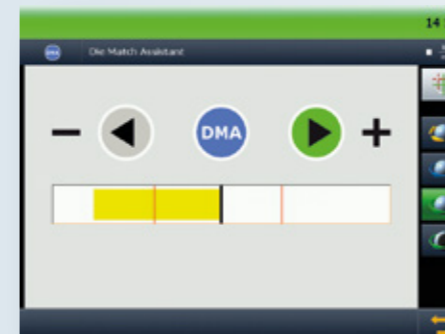 14
DMA Die Match Assistant
− DMA +